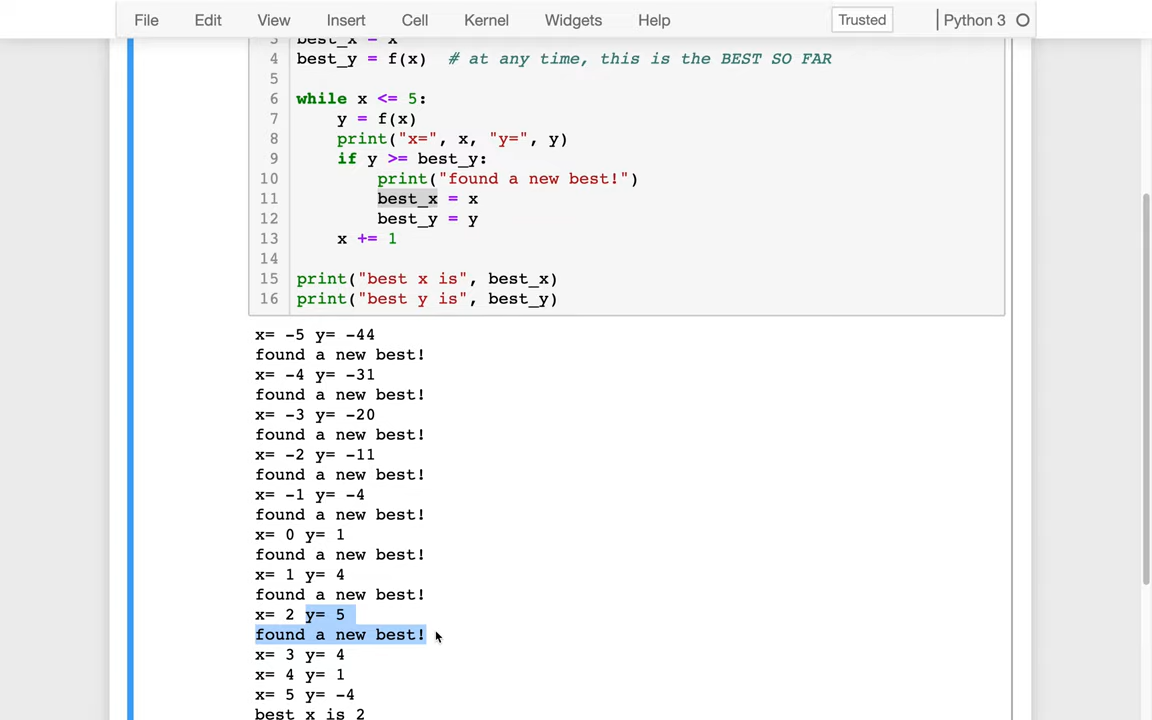 File Edit View Insert Cell Kernel Widgets Help Trusted Python 3
3 best_x = x
4 best_y = f(x)  # at any time, this is the BEST SO FAR
5
6 while x <= 5:
7     y = f(x)
8     print("x=", x, "y=", y)
9     if y >= best_y:
10         print("found a new best!")
11         best_x = x
12         best_y = y
13     x += 1
14
15 print("best x is", best_x)
16 print("best y is", best_y)
x= -5 y= -44
found a new best!
x= -4 y= -31
found a new best!
x= -3 y= -20
found a new best!
x= -2 y= -11
found a new best!
x= -1 y= -4
found a new best!
x= 0 y= 1
found a new best!
x= 1 y= 4
found a new best!
x= 2 y= 5
found a new best!
x= 3 y= 4
x= 4 y= 1
x= 5 y= -4
best x is 2